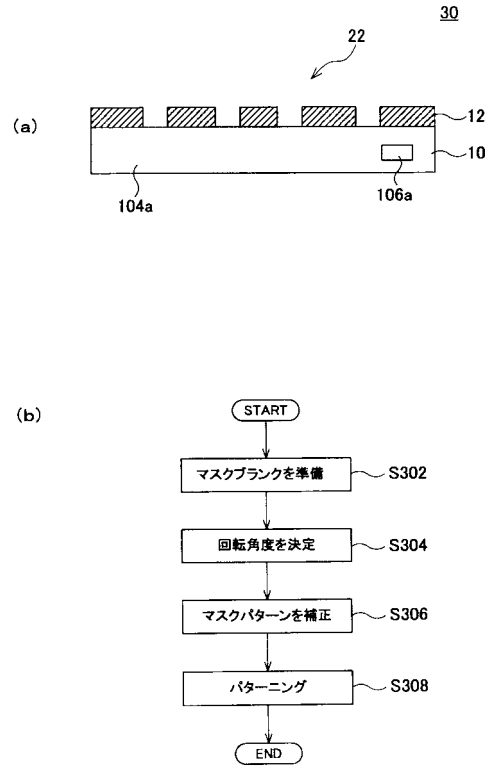 30
22
(a)
12
10
104a
106a
(b)
START
マスクブランクを準備
S302
回転角度を決定
S304
マスクパターンを補正
S306
パターニング
S308
END